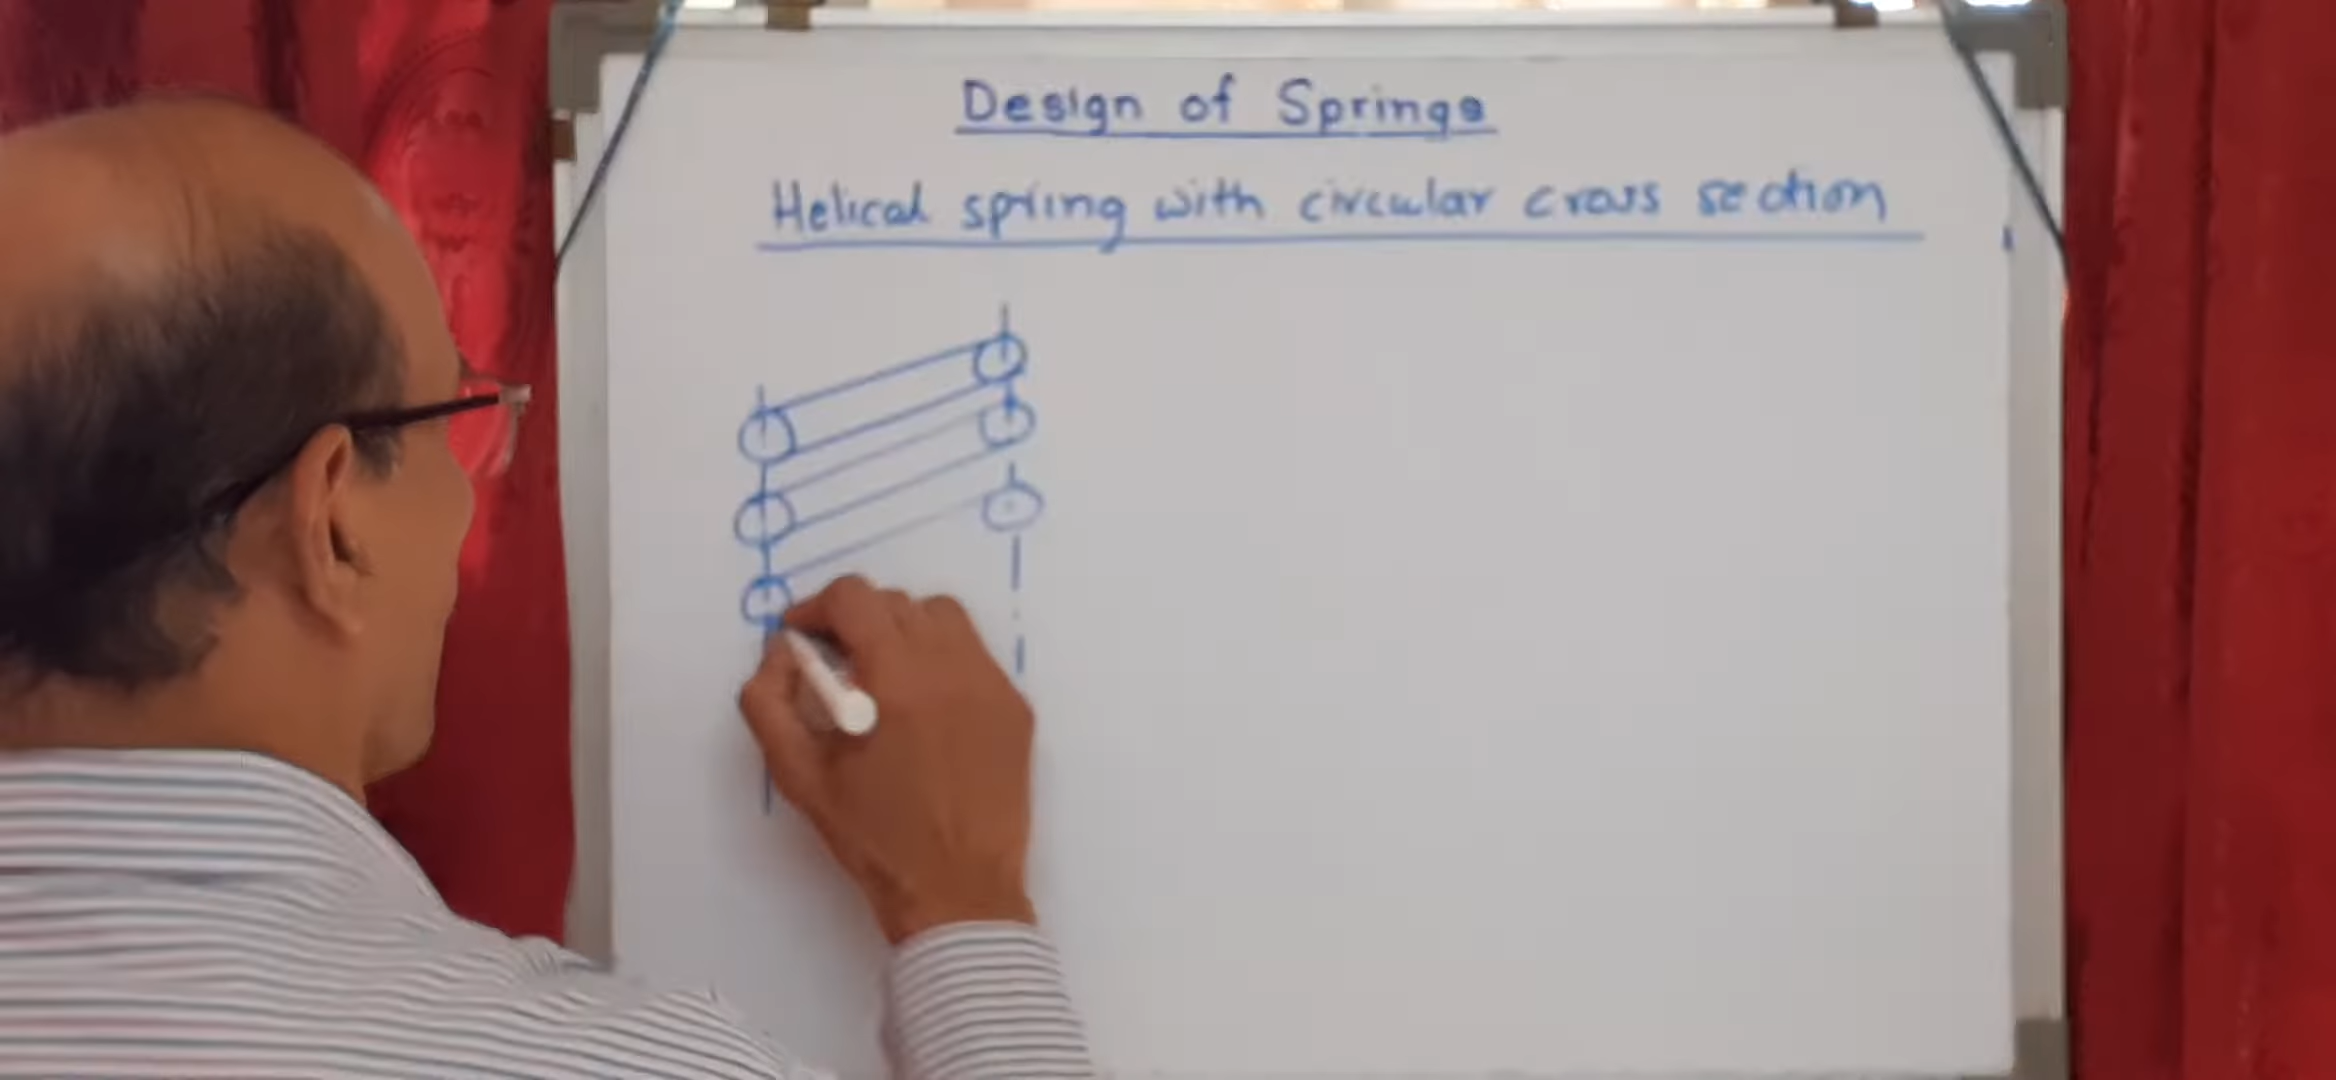 Design of Springs
Helical spring with circular cross section